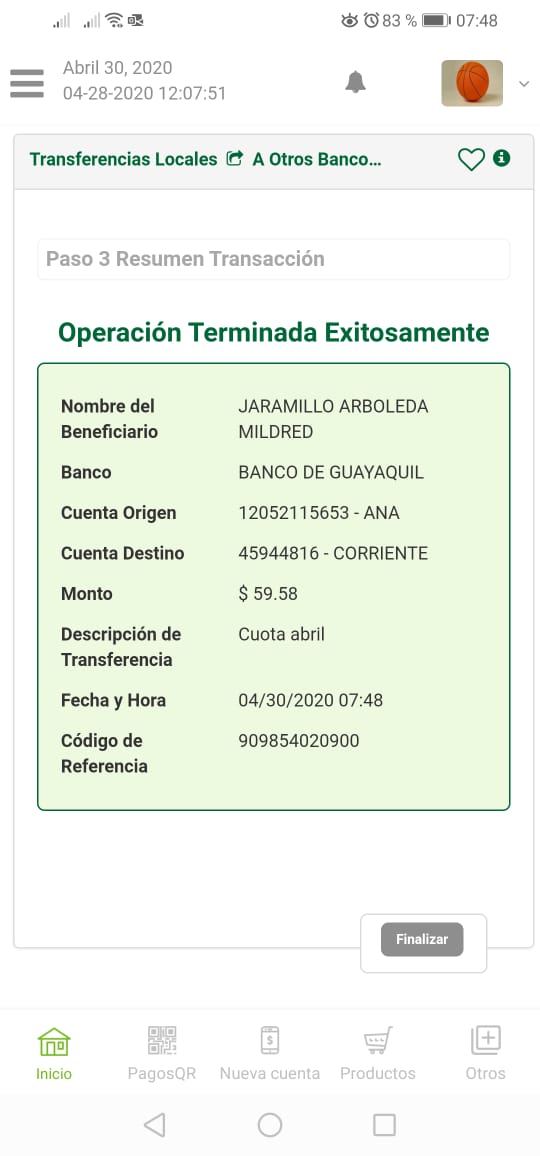 83 % 07:48
Abril 30, 2020
04-28-2020 12:07:51
Transferencias Locales A Otros Banco...
Paso 3 Resumen Transacción
Operación Terminada Exitosamente
Nombre del JARAMILLO ARBOLEDA
Beneficiario MILDRED
Banco BANCO DE GUAYAQUIL
Cuenta Origen 12052115653 - ANA
Cuenta Destino 45944816 - CORRIENTE
Monto $ 59.58
Descripción de Cuota abril
Transferencia
Fecha y Hora 04/30/2020 07:48
Código de 909854020900
Referencia
Finalizar
Inicio PagosQR Nueva cuenta Productos Otros